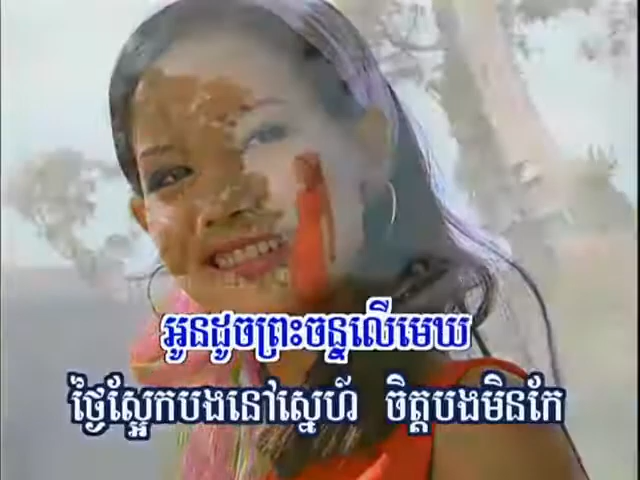 អូនដូចព្រះចន្ទលើមេឃ
ថ្ងៃស្អែកបងនៅស្នេហ៍ ចិត្តបងមិនកែ